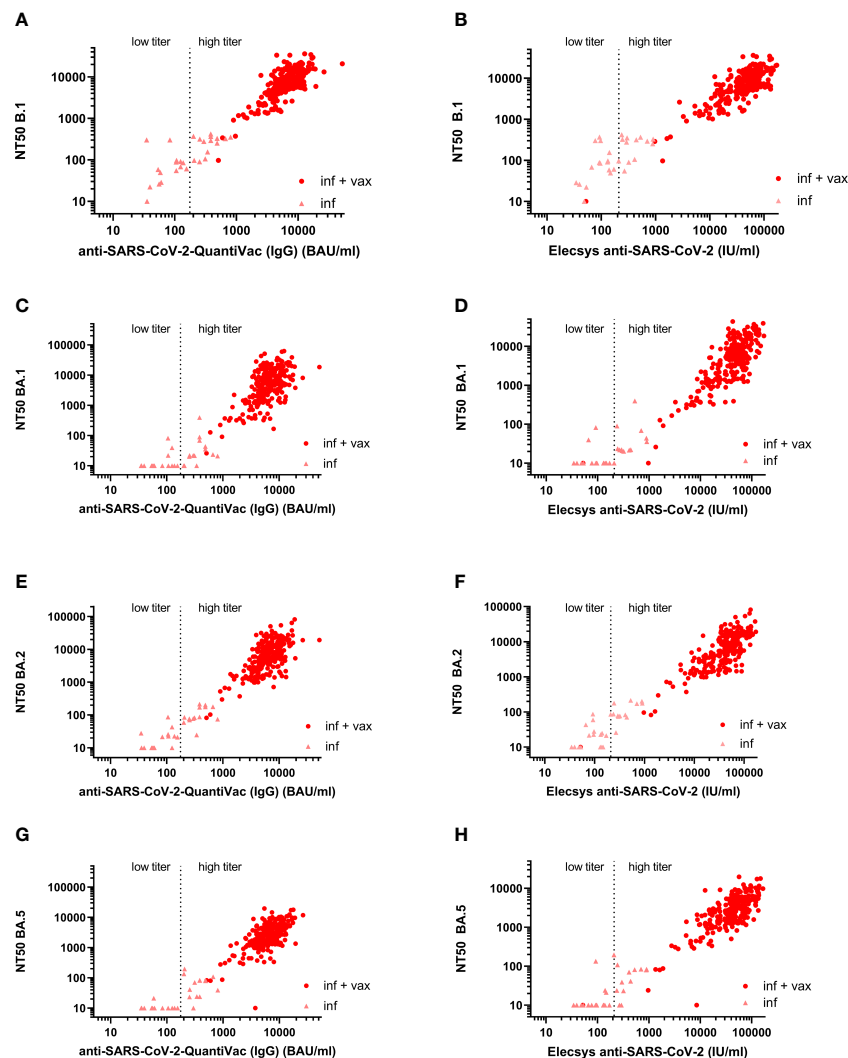 A
low titer high titer
NT50 B.1
10000
1000
100
10
10 100 1000 10000
inf + vax
inf
anti-SARS-CoV-2-QuantiVac (IgG) (BAU/ml)
B
low titer high titer
NT50 B.1
10000
1000
100
10
10 100 1000 10000 100000
inf + vax
inf
Elecsys anti-SARS-CoV-2 (IU/ml)
C
low titer high titer
NT50 BA.1
100000
10000
1000
100
10
10 100 1000 10000
inf + vax
inf
anti-SARS-CoV-2-QuantiVac (IgG) (BAU/ml)
D
low titer high titer
NT50 BA.1
10000
1000
100
10
10 100 1000 10000 100000
inf + vax
inf
Elecsys anti-SARS-CoV-2 (IU/ml)
E
low titer high titer
NT50 BA.2
100000
10000
1000
100
10
10 100 1000 10000
inf + vax
inf
anti-SARS-CoV-2-QuantiVac (IgG) (BAU/ml)
F
low titer high titer
NT50 BA.2
100000
10000
1000
100
10
10 100 1000 10000 100000
inf + vax
inf
Elecsys anti-SARS-CoV-2 (IU/ml)
G
low titer high titer
NT50 BA.5
100000
10000
1000
100
10
10 100 1000 10000
inf + vax
inf
anti-SARS-CoV-2-QuantiVac (IgG) (BAU/ml)
H
low titer high titer
NT50 BA.5
10000
1000
100
10
10 100 1000 10000 100000
inf + vax
inf
Elecsys anti-SARS-CoV-2 (IU/ml)